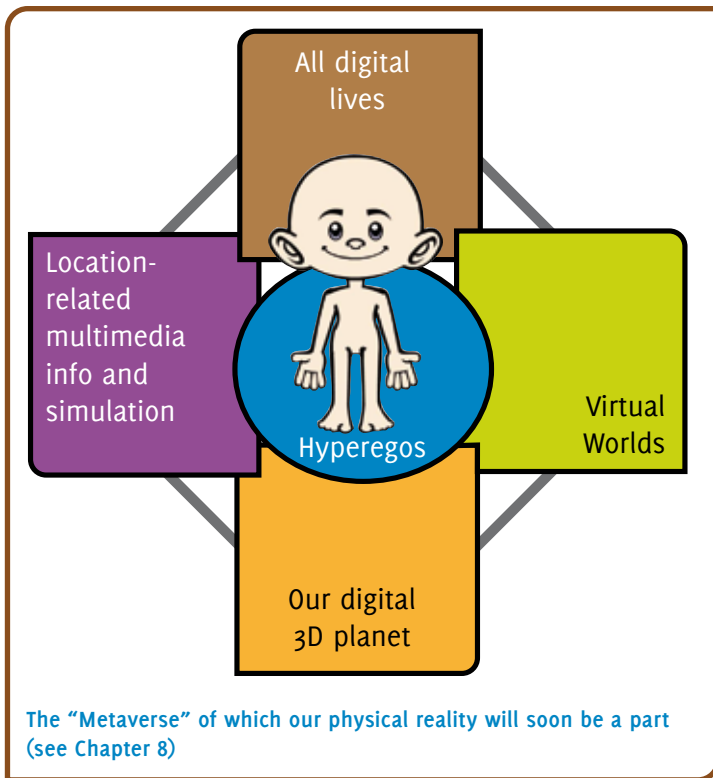 All digital
lives
Location-
related
multimedia
info and
simulation
Virtual
Worlds
Hyperegos
Our digital
3D planet
The “Metaverse” of which our physical reality will soon be a part
(see Chapter 8)